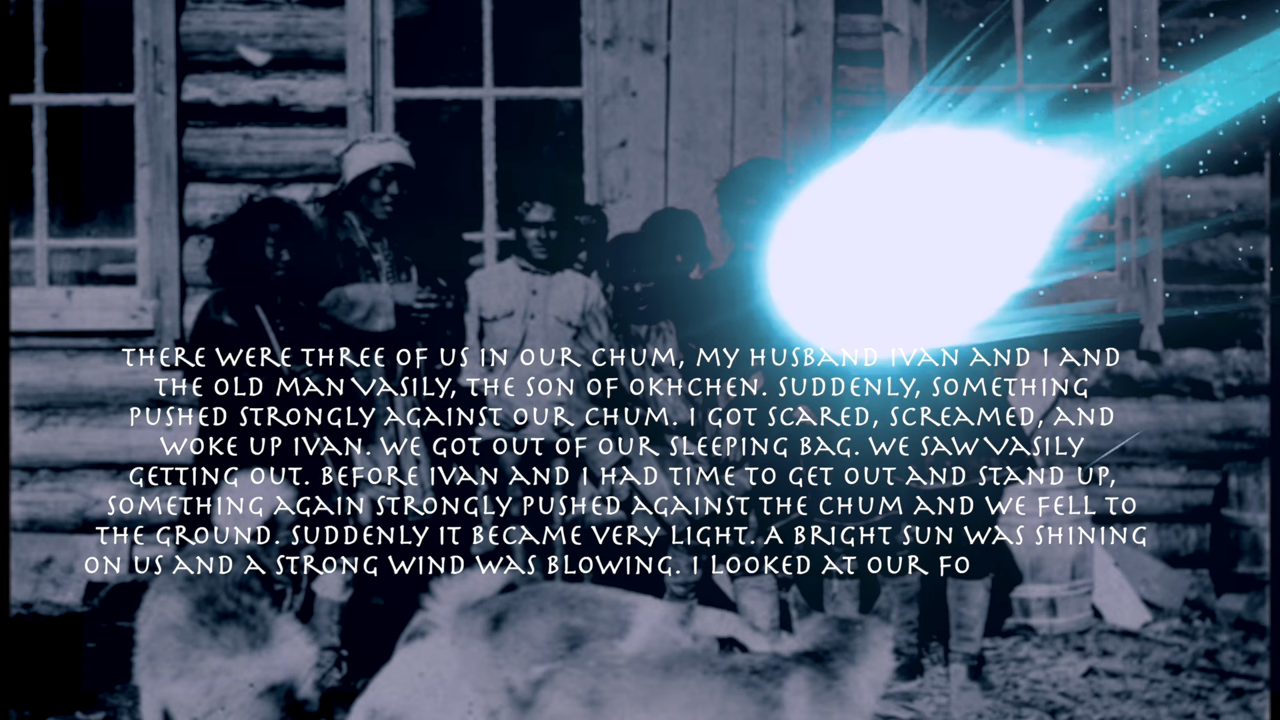 THERE WERE THREE OF US IN OUR CHUM, MY HUSBAND IVAN AND I AND
THE OLD MAN VASILY, THE SON OF OKHCHEN. SUDDENLY, SOMETHING
PUSHED STRONGLY AGAINST OUR CHUM. I GOT SCARED, SCREAMED, AND
WOKE UP IVAN. WE GOT OUT OF OUR SLEEPING BAG. WE SAW VASILY
GETTING OUT. BEFORE IVAN AND I HAD TIME TO GET OUT AND STAND UP,
SOMETHING AGAIN STRONGLY PUSHED AGAINST THE CHUM AND WE FELL TO
THE GROUND. SUDDENLY IT BECAME VERY LIGHT. A BRIGHT SUN WAS SHINING
ON US AND A STRONG WIND WAS BLOWING. I LOOKED AT OUR FO